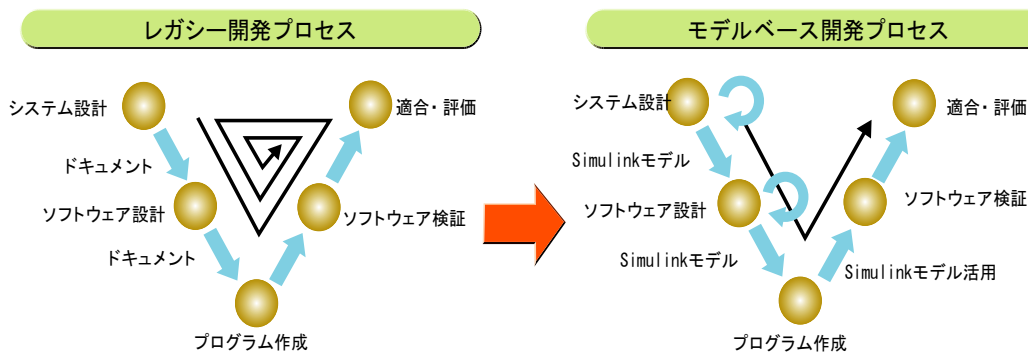 レガシー開発プロセス
システム設計
適合・評価
ドキュメント
ソフトウェア設計
ソフトウェア検証
ドキュメント
プログラム作成
モデルベース開発プロセス
システム設計
適合・評価
Simulinkモデル
ソフトウェア設計
ソフトウェア検証
Simulinkモデル
Simulinkモデル活用
プログラム作成